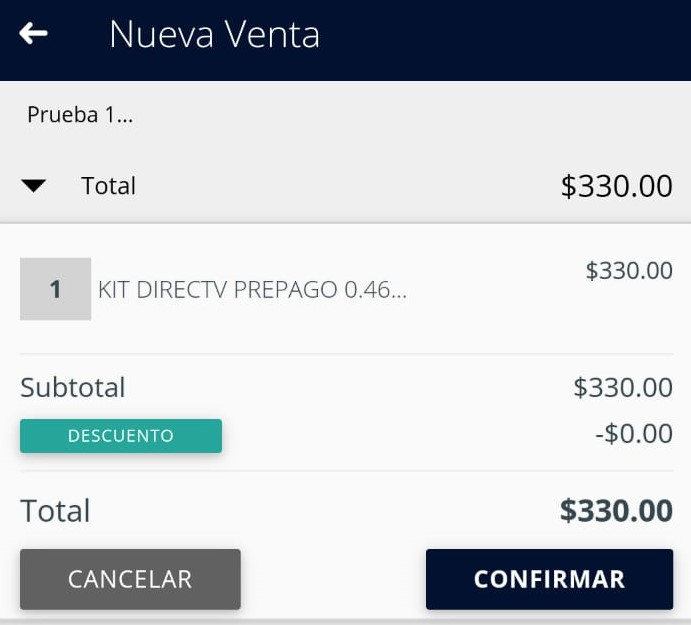 Nueva Venta
Prueba 1...
Total $330.00
1 KIT DIRECTV PREPAGO 0.46... $330.00
Subtotal $330.00
DESCUENTO -$0.00
Total $330.00
CANCELAR CONFIRMAR